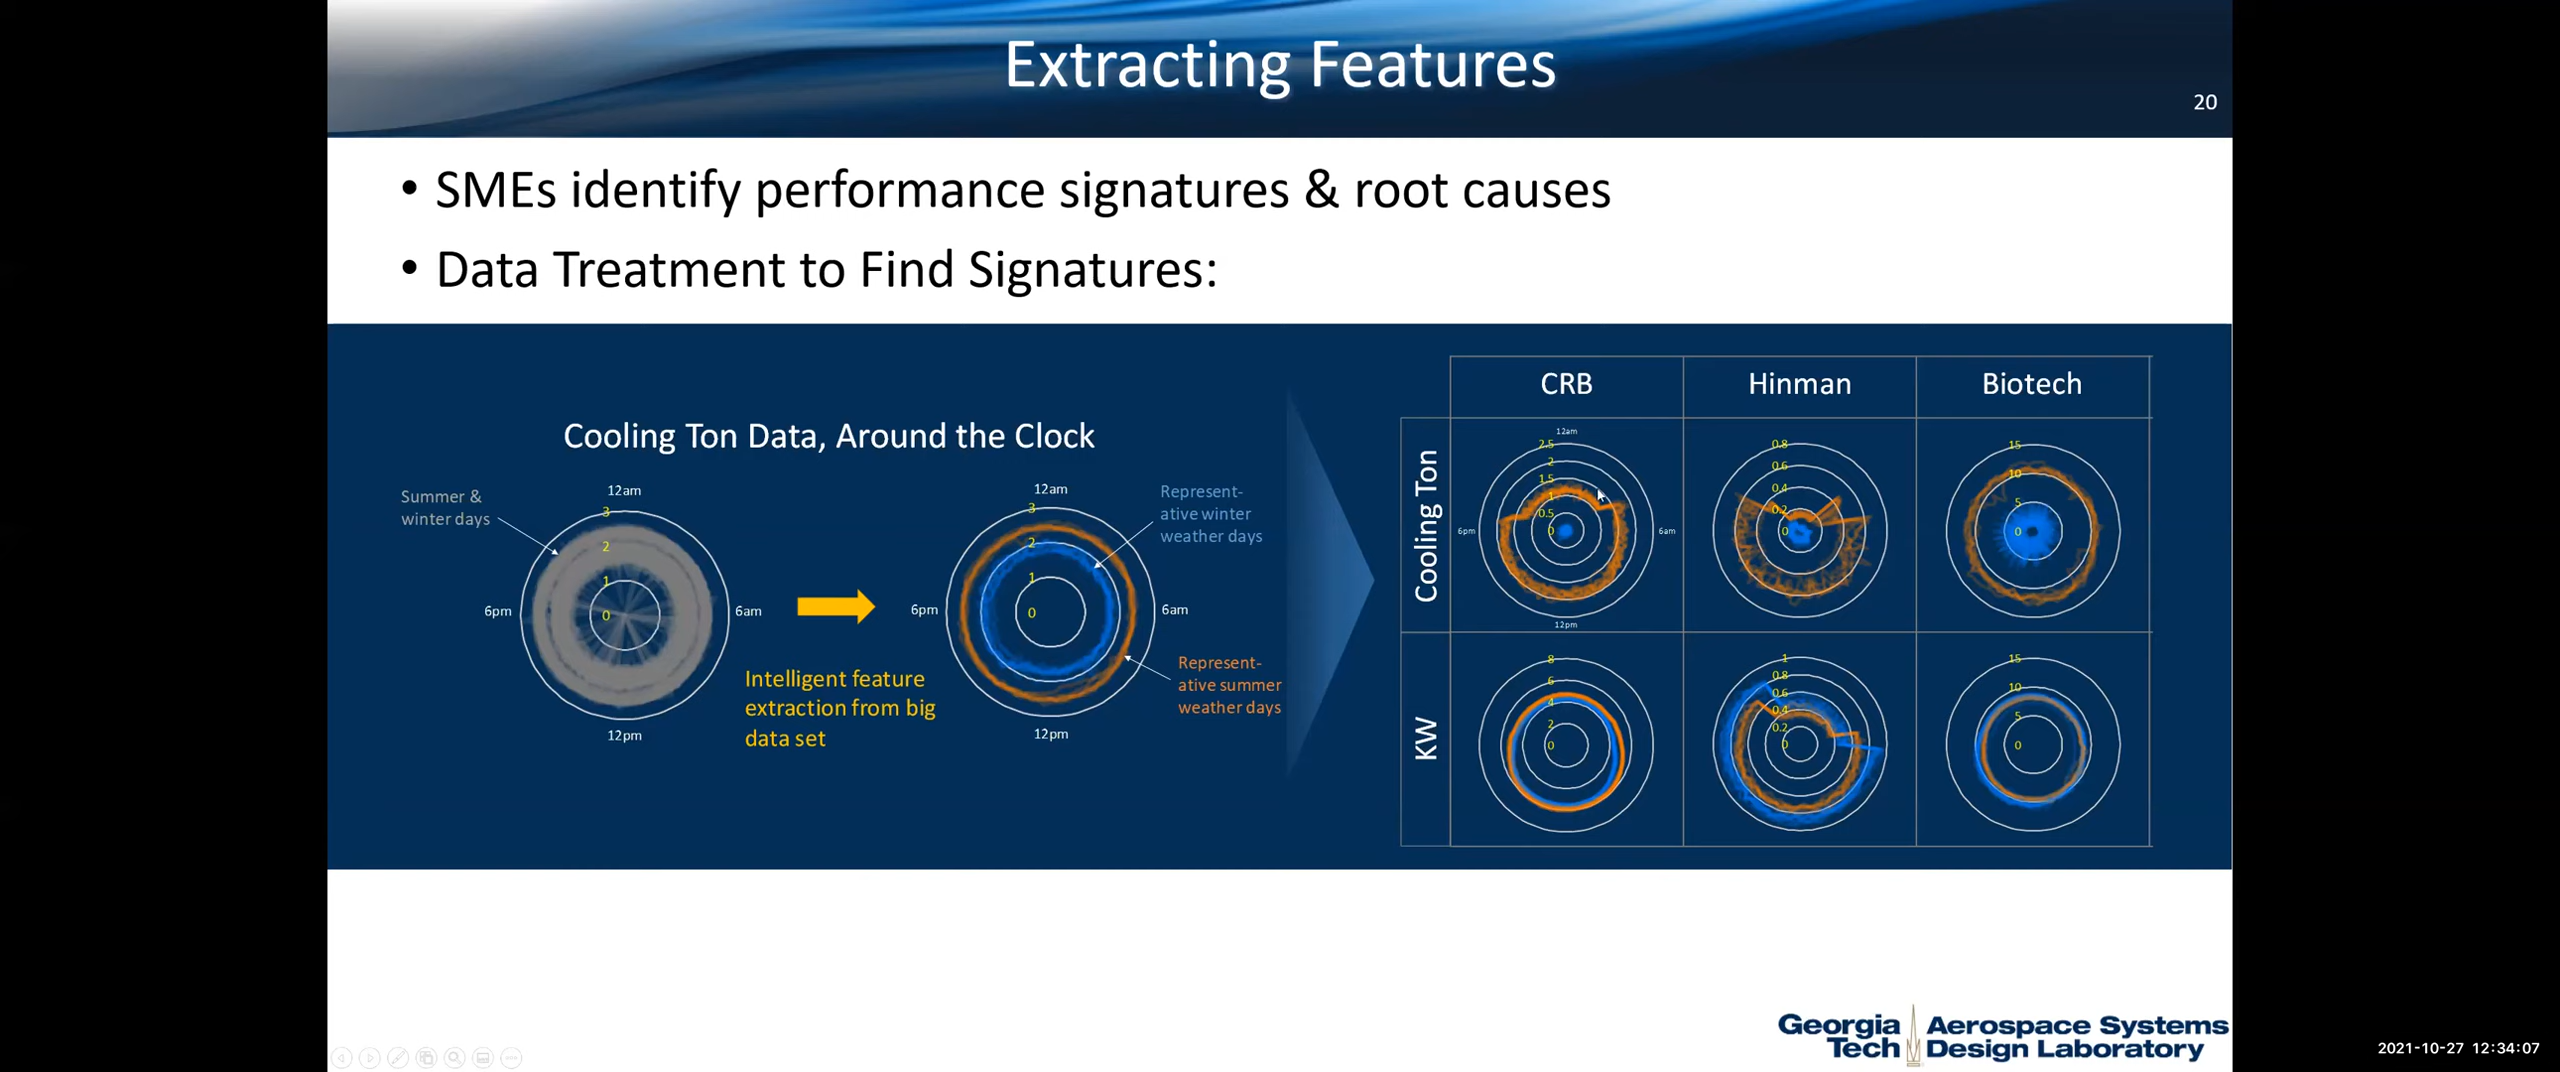 Extracting Features
20
• SMEs identify performance signatures & root causes
• Data Treatment to Find Signatures:
Cooling Ton Data, Around the Clock
Summer &
winter days
12am
3
2
1
0
6pm
6am
12pm
Intelligent feature
extraction from big
data set
12am
3
2
1
0
6pm
6am
12pm
Represent-
ative winter
weather days
Represent-
ative summer
weather days
CRB
Hinman
Biotech
Cooling Ton
12am
2.5
2
1.5
1
0.5
0
6pm
6am
12pm
0.8
0.6
0.4
0.2
0
15
10
5
0
KW
8
6
4
2
0
1
0.8
0.6
0.4
0.2
0
15
10
5
0
Georgia Tech
Aerospace Systems
Design Laboratory
2021-10-27 12:34:07